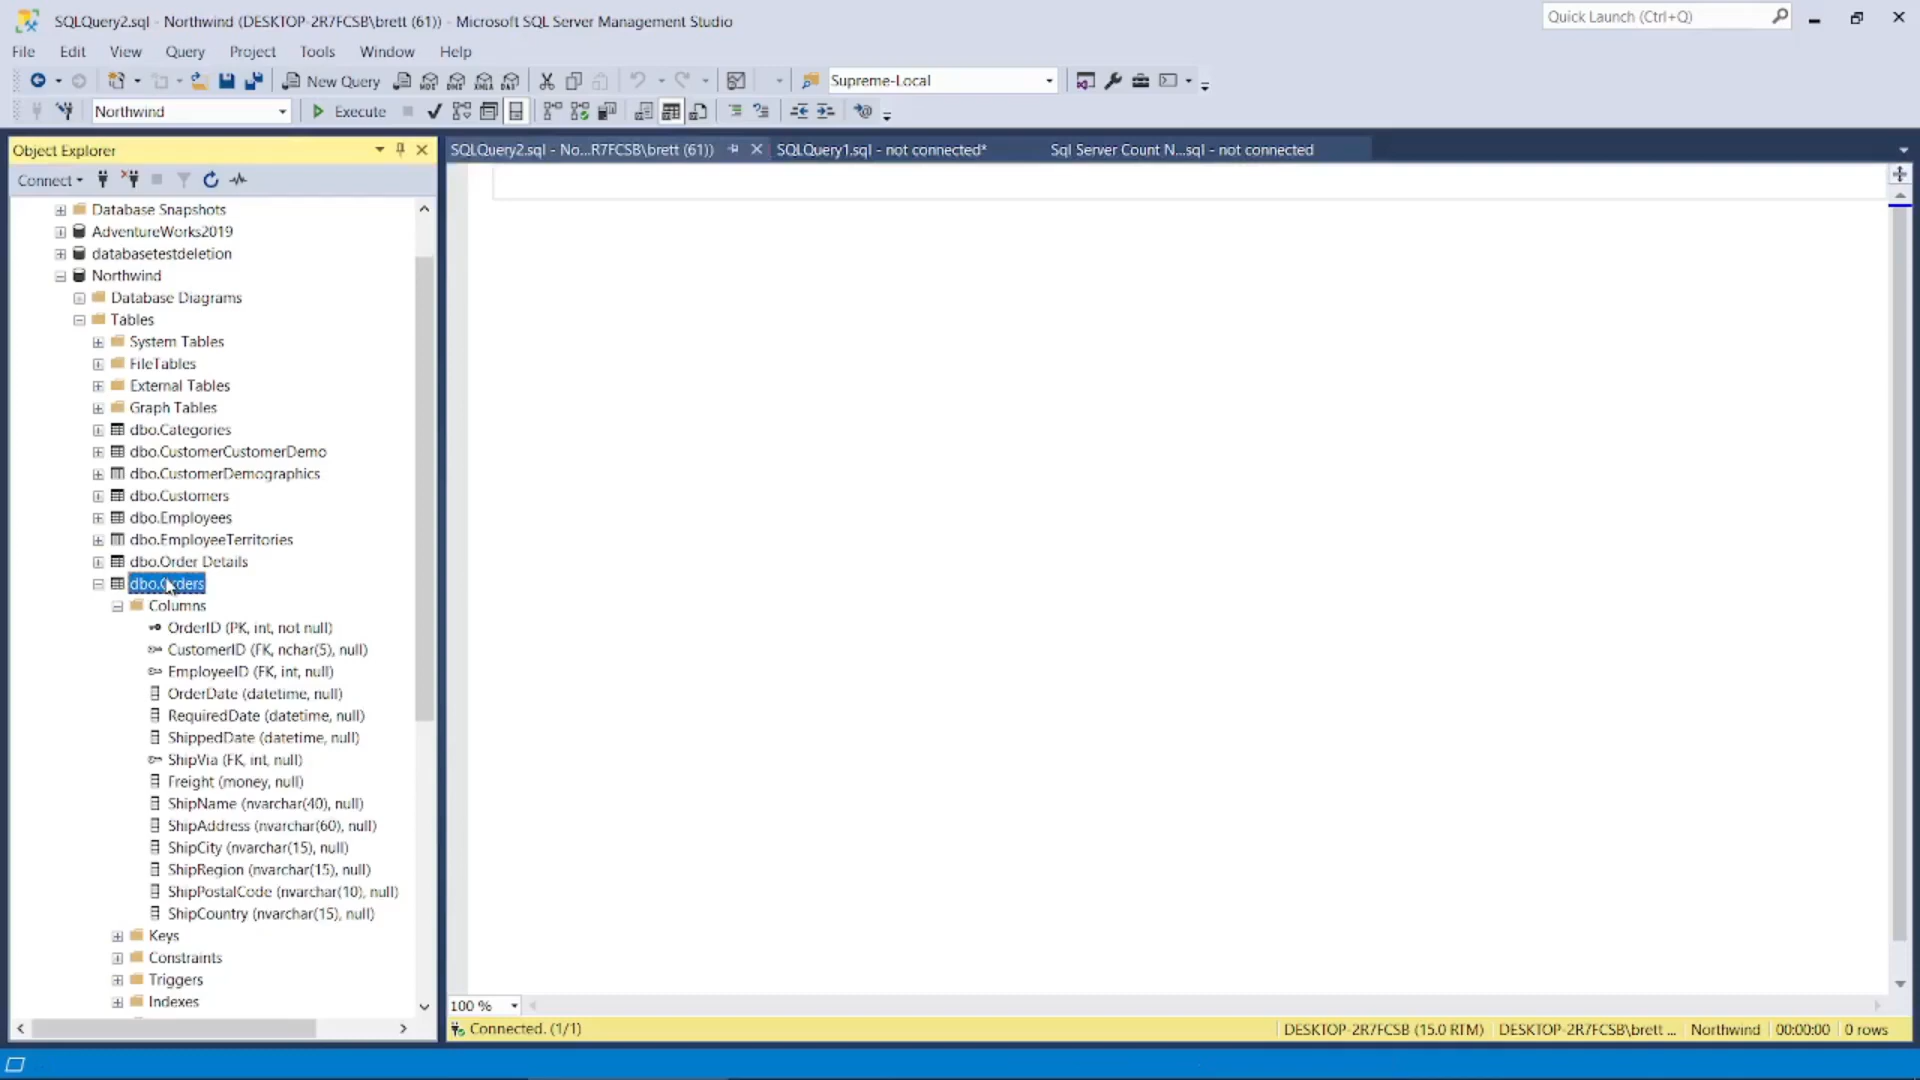 SQLQuery2.sql - Northwind (DESKTOP-2R7FCSB\brett (61)) - Microsoft SQL Server Management Studio
Quick Launch (Ctrl+Q)
File Edit View Query Project Tools Window Help
New Query
MDX DMX XMLA DAX
Supreme-Local
Northwind
Execute
Object Explorer
SQLQuery2.sql - No...R7FCSB\brett (61))
SQLQuery1.sql - not connected*
Sql Server Count N...sql - not connected
Connect
Database Snapshots
AdventureWorks2019
databasetestdeletion
Northwind
Database Diagrams
Tables
System Tables
FileTables
External Tables
Graph Tables
dbo.Categories
dbo.CustomerCustomerDemo
dbo.CustomerDemographics
dbo.Customers
dbo.Employees
dbo.EmployeeTerritories
dbo.Order Details
dbo.Orders
Columns
OrderID (PK, int, not null)
CustomerID (FK, nchar(5), null)
EmployeeID (FK, int, null)
OrderDate (datetime, null)
RequiredDate (datetime, null)
ShippedDate (datetime, null)
ShipVia (FK, int, null)
Freight (money, null)
ShipName (nvarchar(40), null)
ShipAddress (nvarchar(60), null)
ShipCity (nvarchar(15), null)
ShipRegion (nvarchar(15), null)
ShipPostalCode (nvarchar(10), null)
ShipCountry (nvarchar(15), null)
Keys
Constraints
Triggers
Indexes
100 %
Connected. (1/1)
DESKTOP-2R7FCSB (15.0 RTM)
DESKTOP-2R7FCSB\brett ...
Northwind
00:00:00
0 rows